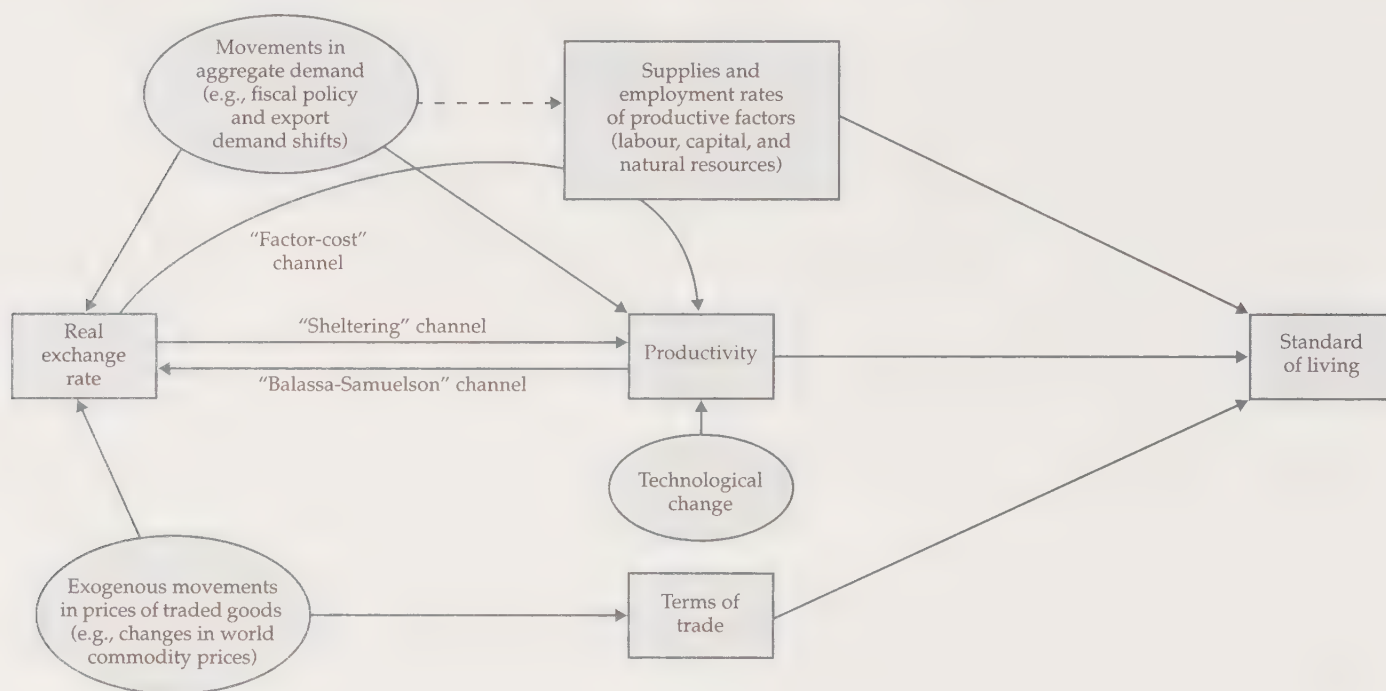 Movements in
aggregate demand
(e.g., fiscal policy
and export
demand shifts)
Supplies and
employment rates
of productive factors
(labour, capital, and
natural resources)
"Factor-cost"
channel
Real
exchange
rate
"Sheltering" channel
"Balassa-Samuelson" channel
Productivity
Standard
of living
Technological
change
Exogenous movements
in prices of traded goods
(e.g., changes in world
commodity prices)
Terms of
trade